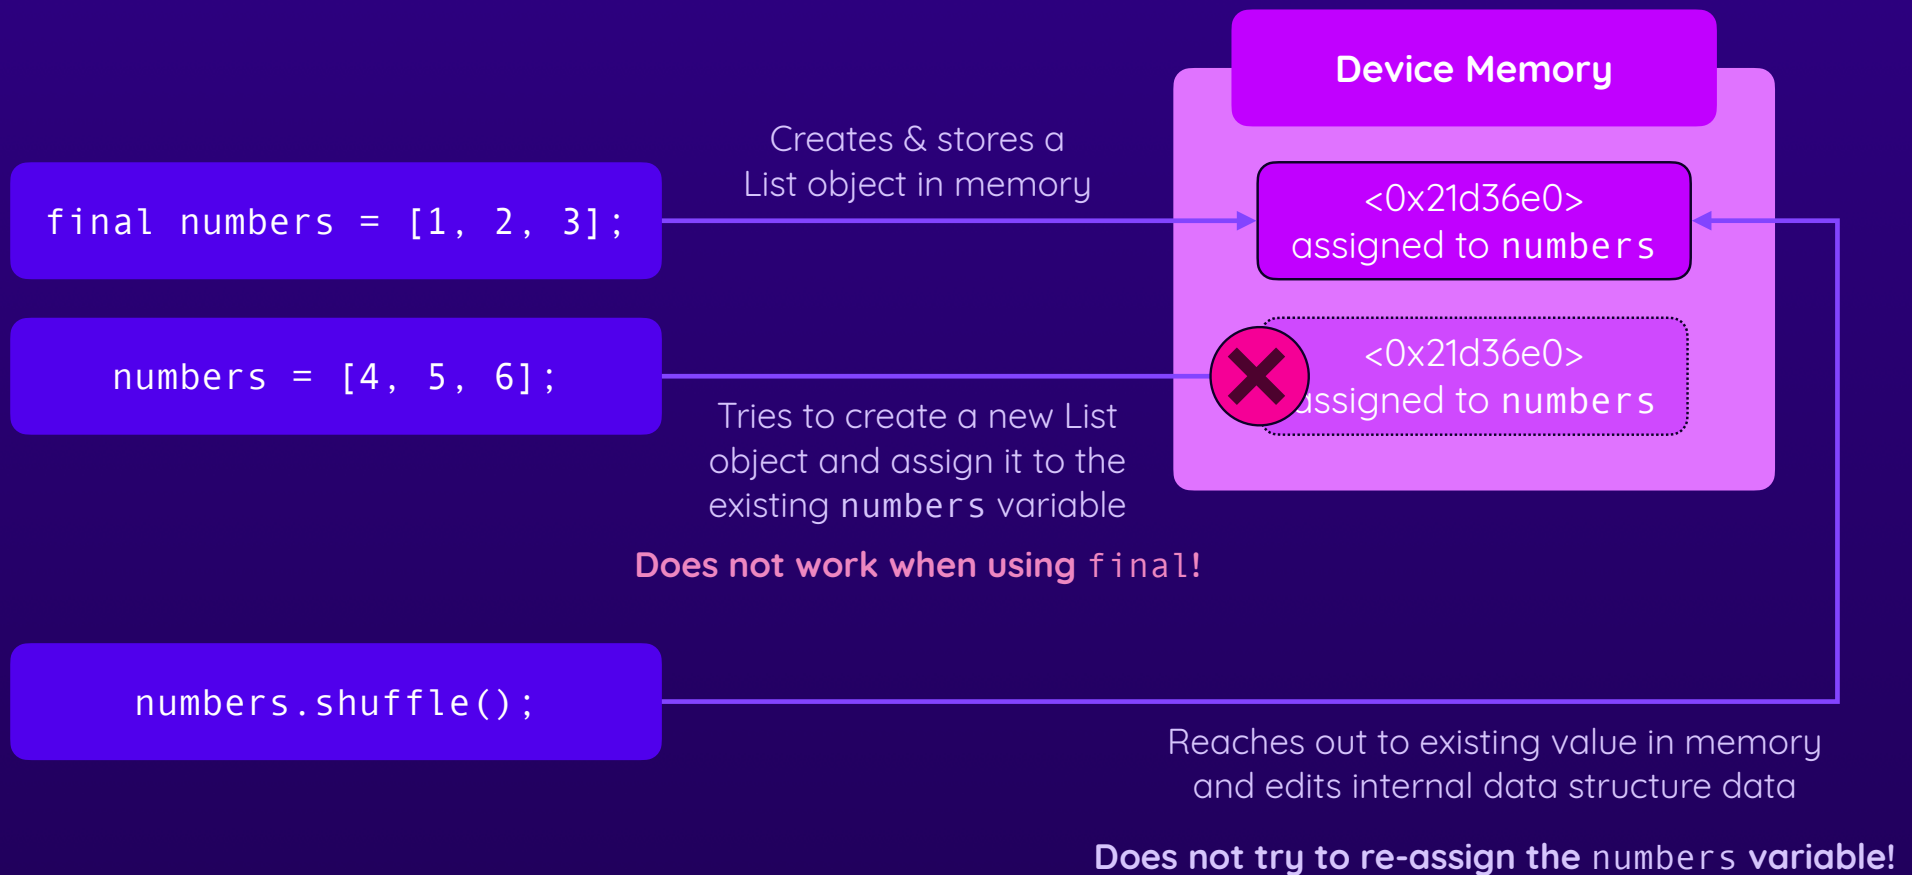 Device Memory
Creates & stores a
List object in memory
final numbers = [1, 2, 3];
<0x21d36e0>
assigned to numbers
numbers = [4, 5, 6];
<0x21d36e0>
assigned to numbers
Tries to create a new List
object and assign it to the
existing numbers variable
Does not work when using final!
numbers.shuffle();
Reaches out to existing value in memory
and edits internal data structure data
Does not try to re-assign the numbers variable!